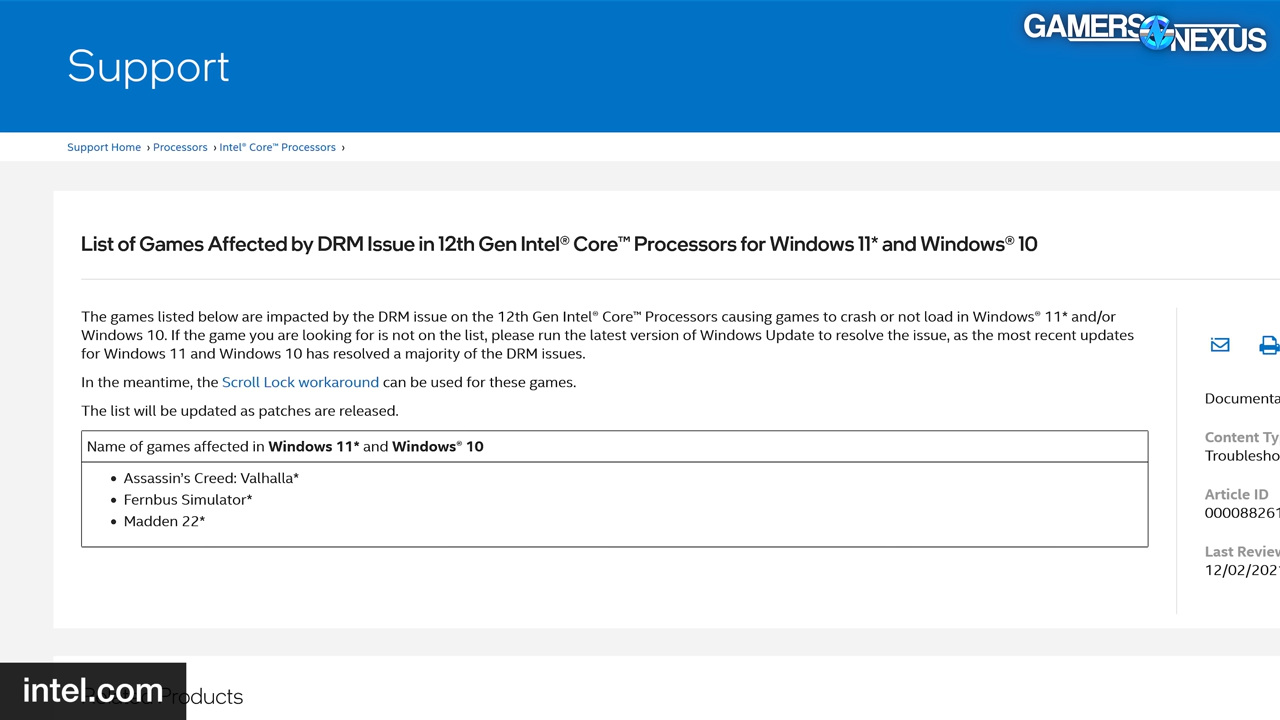 GAMERS NEXUS
Support
Support Home › Processors › Intel® Core™ Processors ›
List of Games Affected by DRM Issue in 12th Gen Intel® Core™ Processors for Windows 11* and Windows® 10
The games listed below are impacted by the DRM issue on the 12th Gen Intel® Core™ Processors causing games to crash or not load in Windows® 11* and/or
Windows 10. If the game you are looking for is not on the list, please run the latest version of Windows Update to resolve the issue, as the most recent updates
for Windows 11 and Windows 10 has resolved a majority of the DRM issues.
In the meantime, the Scroll Lock workaround can be used for these games.
The list will be updated as patches are released.
Name of games affected in Windows 11* and Windows® 10
• Assassin's Creed: Valhalla*
• Fernbus Simulator*
• Madden 22*
Documenta
Content Ty
Troublesho
Article ID
000088261
Last Review
12/02/2021
intel.com
Products